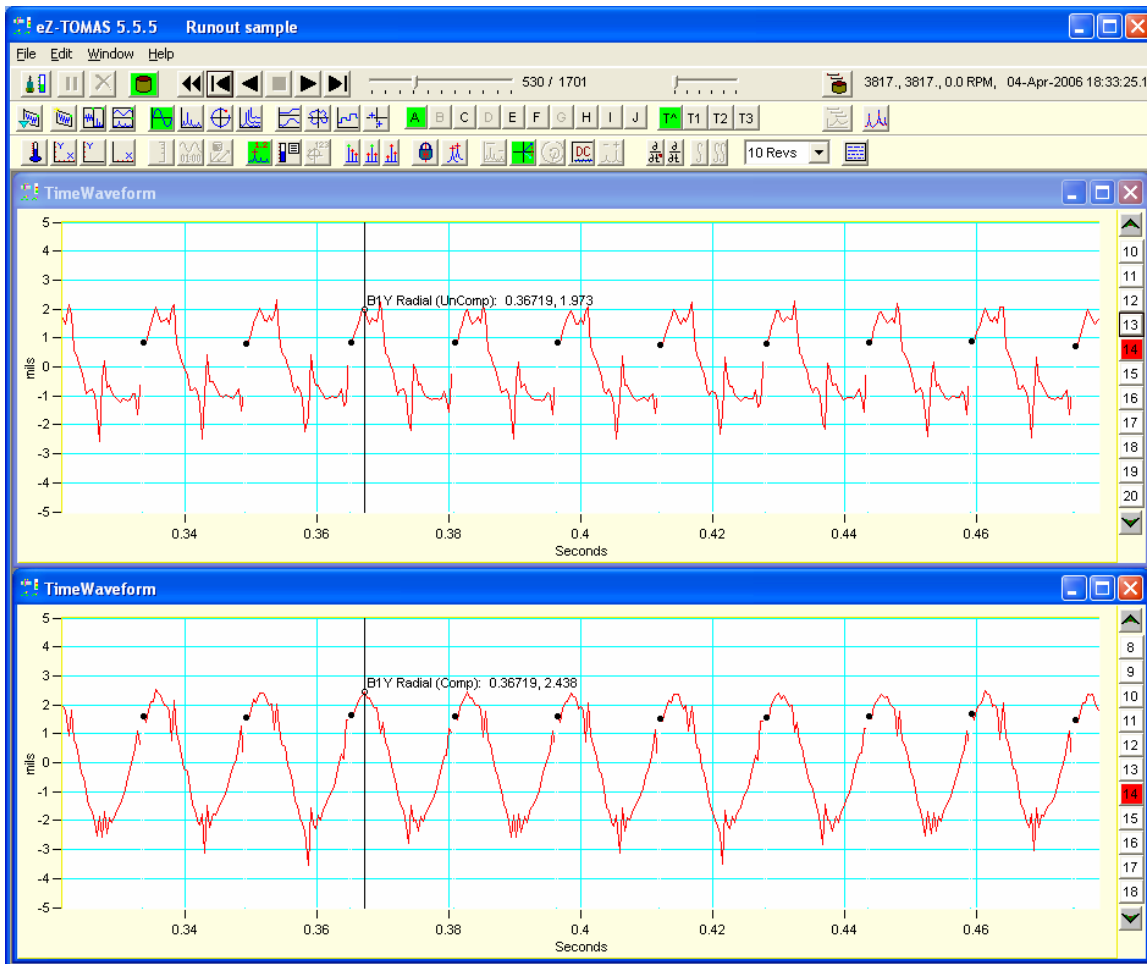 eZ-TOMAS 5.5.5 Runout sample
File Edit Window Help
530 / 1701 3817., 3817., 0.0 RPM, 04-Apr-2006 18:33:25.1
A B C D E F G H I J T^ T1 T2 T3
DC 10 Revs
TimeWaveform
5
4
3
2
1
0
-1
-2
-3
-4
-5
mils
B1Y Radial (UnComp): 0.36719, 1.973
0.34 0.36 0.38 0.4 0.42 0.44 0.46
Seconds
10
11
12
13
14
15
16
17
18
19
20
TimeWaveform
5
4
3
2
1
0
-1
-2
-3
-4
-5
mils
B1Y Radial (Comp): 0.36719, 2.438
0.34 0.36 0.38 0.4 0.42 0.44 0.46
Seconds
8
9
10
11
12
13
14
15
16
17
18